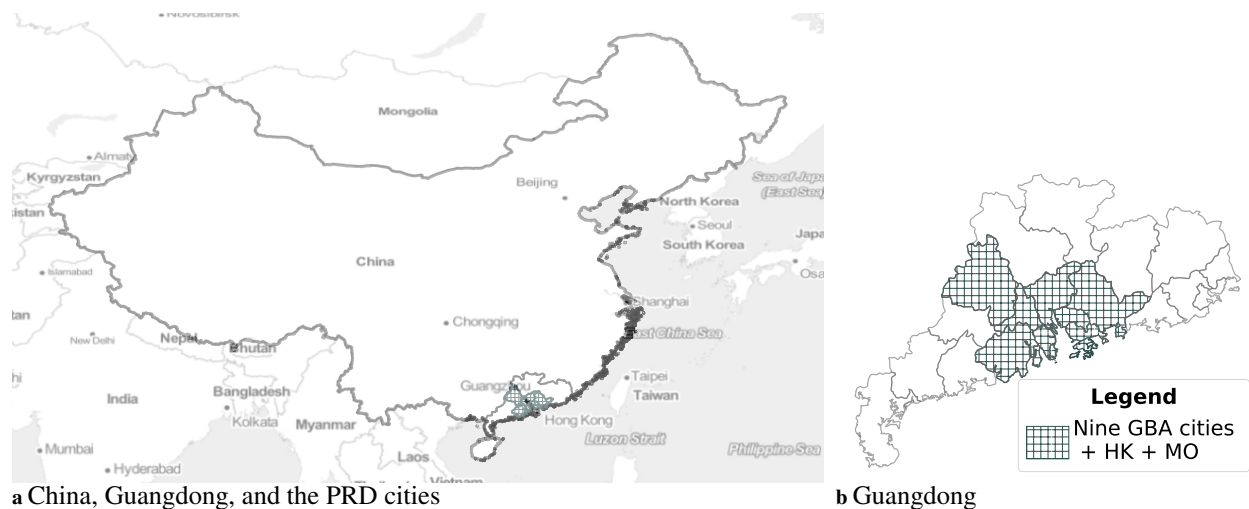 Novosibirsk
Mongolia
Almaty
Kyrgyzstan
Beijing
Sea of Japa
(East Sea)
North Korea
istan
Seoul
Japa
South Korea
China
Islamabad
Osa
Shanghai
tan
Chongqing
East China Sea
New Delhi
Nepal
Bhutan
hi
Guangzhou
Taipei
India
Bangladesh
Taiwan
Kolkata
Myanmar
Hong Kong
Luzon Strait
Mumbai
Laos
Philippine Sea
Hyderabad
Vietnam
Legend
Nine GBA cities
+ HK + MO
a China, Guangdong, and the PRD cities
b Guangdong